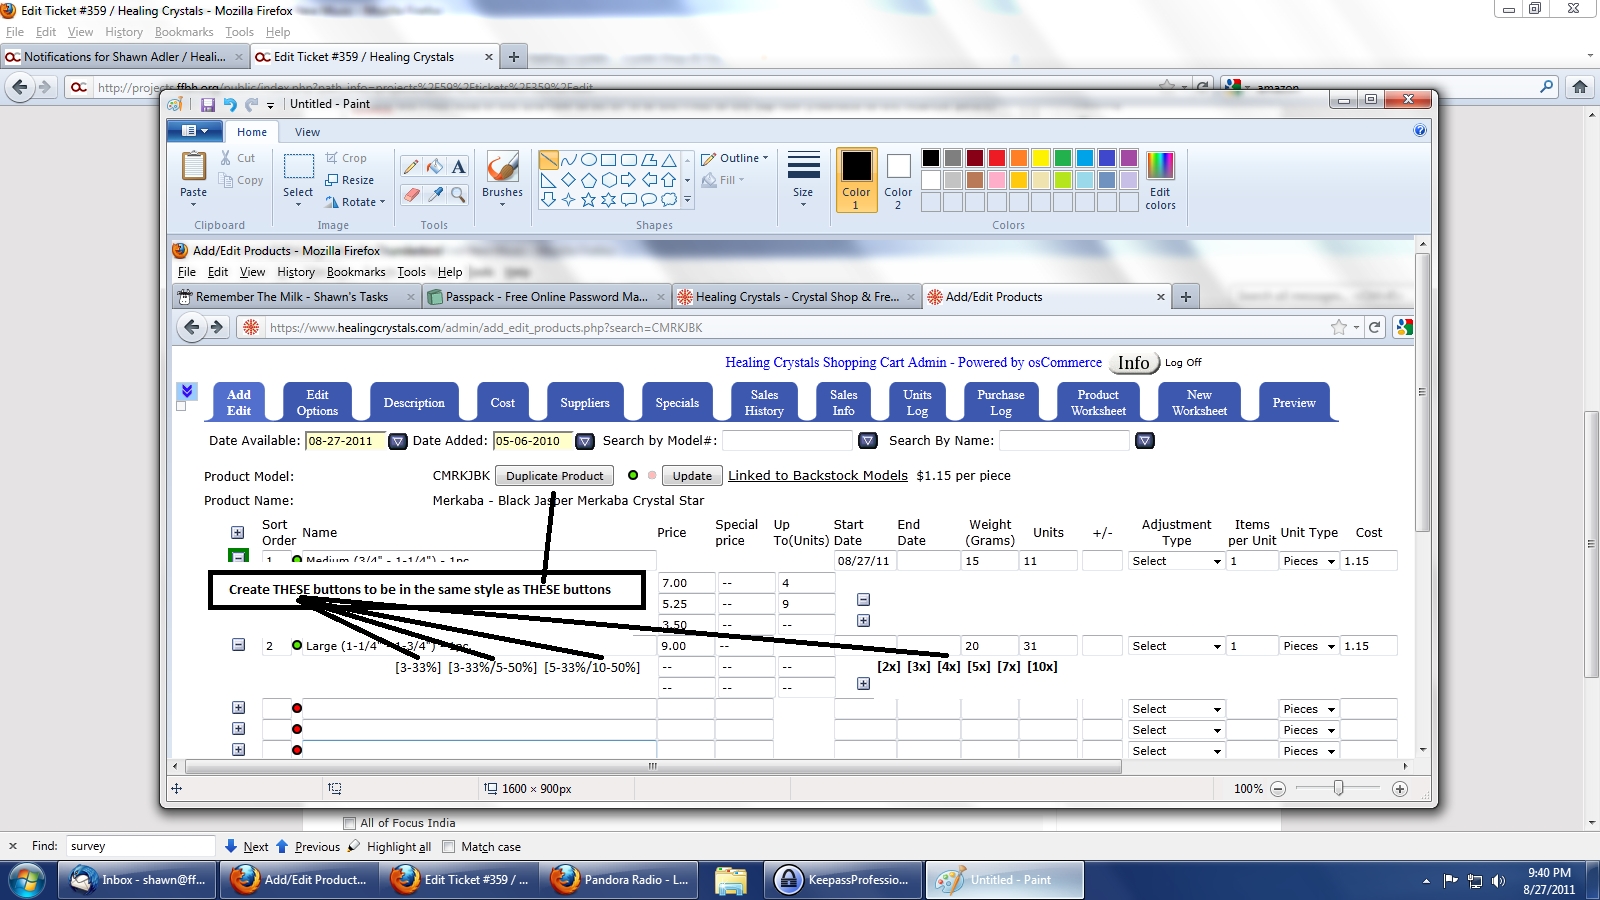 Edit Ticket #359 / Healing Crystals - Mozilla Firefox
File Edit View History Bookmarks Tools Help
Notifications for Shawn Adler / Heali...
Edit Ticket #359 / Healing Crystals
http://projects.ffhh.org/public/index.php?path_info=projects%2F59%2Ftickets%2F359%2Fedit
amazon
Untitled - Paint
Home View
Paste
Cut
Copy
Clipboard
Select
Crop
Resize
Rotate
Image
Tools
Brushes
Shapes
Outline
Fill
Size
Color 1
Color 2
Edit colors
Colors
Add/Edit Products - Mozilla Firefox
File Edit View History Bookmarks Tools Help
Remember The Milk - Shawn's Tasks
Passpack - Free Online Password Ma...
Healing Crystals - Crystal Shop & Fre...
Add/Edit Products
https://www.healingcrystals.com/admin/add_edit_products.php?search=CMRKJBK
Healing Crystals Shopping Cart Admin - Powered by osCommerce Info Log Off
Add Edit
Edit Options
Description
Cost
Suppliers
Specials
Sales History
Sales Info
Units Log
Purchase Log
Product Worksheet
New Worksheet
Preview
Date Available: 08-27-2011 Date Added: 05-06-2010 Search by Model#: Search By Name:
Product Model: CMRKJBK Duplicate Product Update Linked to Backstock Models $1.15 per piece
Product Name: Merkaba - Black Jasper Merkaba Crystal Star
Sort Order Name Price Special price Up To(Units) Start Date End Date Weight (Grams) Units +/- Adjustment Type Items per Unit Unit Type Cost
1 Medium (3/4" - 1-1/4") - 1pc 08/27/11 15 11 Select 1 Pieces 1.15
Create THESE buttons to be in the same style as THESE buttons
7.00 -- 4
5.25 -- 9
3.50 -- --
2 Large (1-1/4" - 1-3/4") - 1pc 9.00 -- 20 31 Select 1 Pieces 1.15
[3-33%] [3-33%/5-50%] [5-33%/10-50%] -- -- [2x] [3x] [4x] [5x] [7x] [10x]
-- -- --
Select Pieces
Select Pieces
Select Pieces
1600 × 900px
100%
All of Focus India
Find: survey Next Previous Highlight all Match case
Inbox - shawn@ff...
Add/Edit Product...
Edit Ticket #359 / ...
Pandora Radio - L...
KeepassProfessio...
Untitled - Paint
9:40 PM
8/27/2011